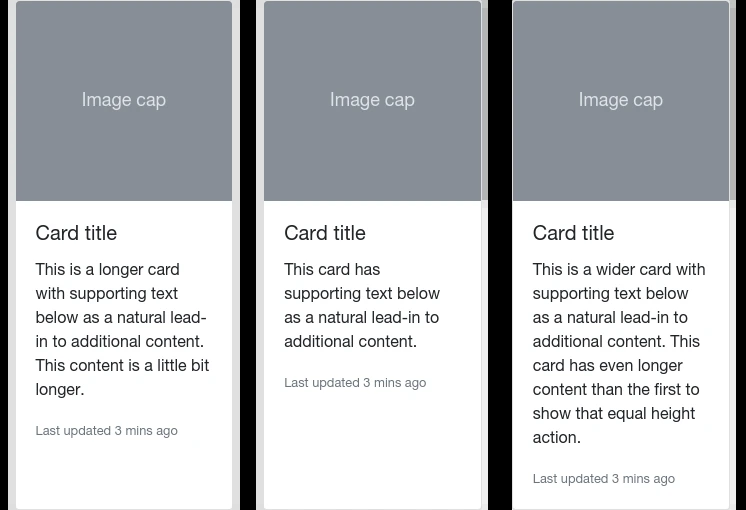 Image cap
Card title
This is a longer card
with supporting text
below as a natural lead-
in to additional content.
This content is a little bit
longer.
Last updated 3 mins ago
Image cap
Card title
This card has
supporting text below
as a natural lead-in to
additional content.
Last updated 3 mins ago
Image cap
Card title
This is a wider card with
supporting text below
as a natural lead-in to
additional content. This
card has even longer
content than the first to
show that equal height
action.
Last updated 3 mins ago